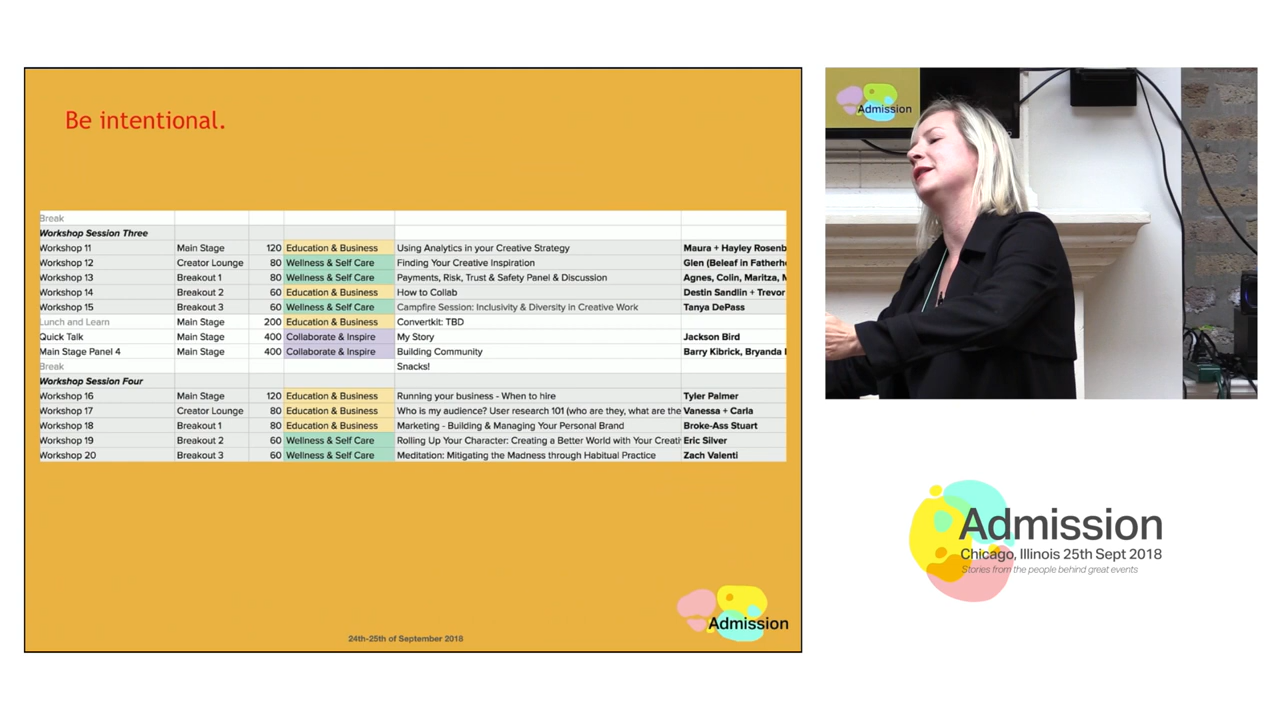 Be intentional.
Break
Workshop Session Three
Workshop 11 Main Stage 120 Education & Business Using Analytics in your Creative Strategy Maura + Hayley Rosenb
Workshop 12 Creator Lounge 80 Wellness & Self Care Finding Your Creative Inspiration Glen (Beleaf in Fatherh
Workshop 13 Breakout 1 80 Wellness & Self Care Payments, Risk, Trust & Safety Panel & Discussion Agnes, Colin, Maritza,
Workshop 14 Breakout 2 60 Education & Business How to Collab Destin Sandlin + Trevor
Workshop 15 Breakout 3 60 Wellness & Self Care Campfire Session: Inclusivity & Diversity in Creative Work Tanya DePass
Lunch and Learn Main Stage 200 Education & Business Convertkit: TBD
Quick Talk Main Stage 400 Collaborate & Inspire My Story Jackson Bird
Main Stage Panel 4 Main Stage 400 Collaborate & Inspire Building Community Barry Kibrick, Bryanda
Break Snacks!
Workshop Session Four
Workshop 16 Main Stage 120 Education & Business Running your business - When to hire Tyler Palmer
Workshop 17 Creator Lounge 80 Education & Business Who is my audience? User research 101 (who are they, what are the Vanessa + Carla
Workshop 18 Breakout 1 80 Education & Business Marketing - Building & Managing Your Personal Brand Broke-Ass Stuart
Workshop 19 Breakout 2 60 Wellness & Self Care Rolling Up Your Character: Creating a Better World with Your Creati Eric Silver
Workshop 20 Breakout 3 60 Wellness & Self Care Meditation: Mitigating the Madness through Habitual Practice Zach Valenti
24th-25th of September 2018
Admission
Admission
Admission
Chicago, Illinois 25th Sept 2018
Stories from the people behind great events